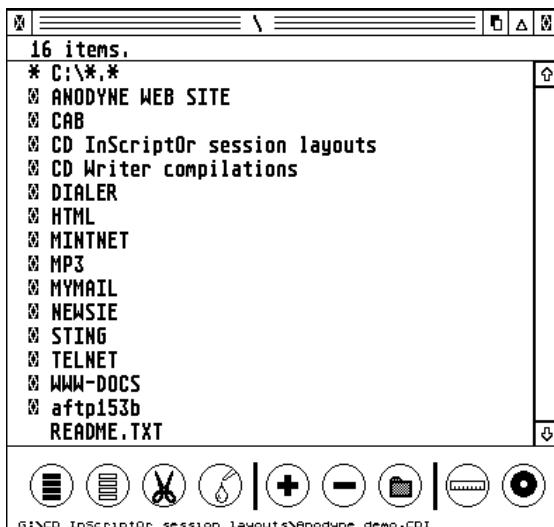 \
16 items.
* C:\*.*
ANODYNE WEB SITE
CAB
CD InScriptOr session layouts
CD Writer compilations
DIALER
HTML
MINTNET
MP3
MYMAIL
NEWSIE
STING
TELNET
WWW-DOCS
aftp153b
README.TXT
G:\CD InScriptOr session layouts\Anodyne demo.CDI